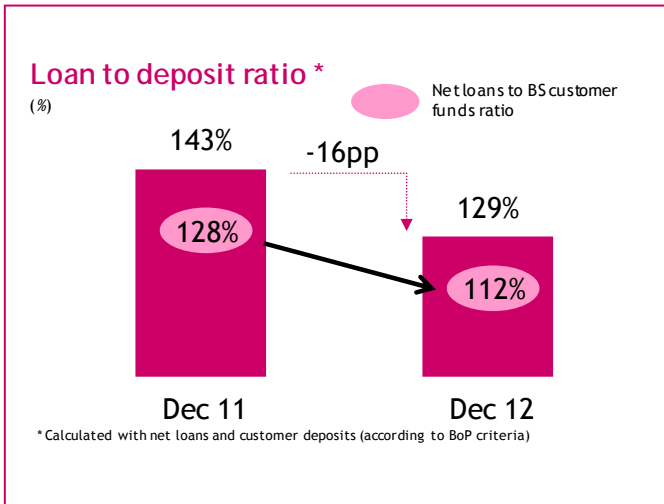 Loan to deposit ratio *
(%)
Net loans to BS customer
funds ratio
143%
-16pp
129%
128%
112%
Dec 11
Dec 12
* Calculated with net loans and customer deposits (according to BoP criteria)